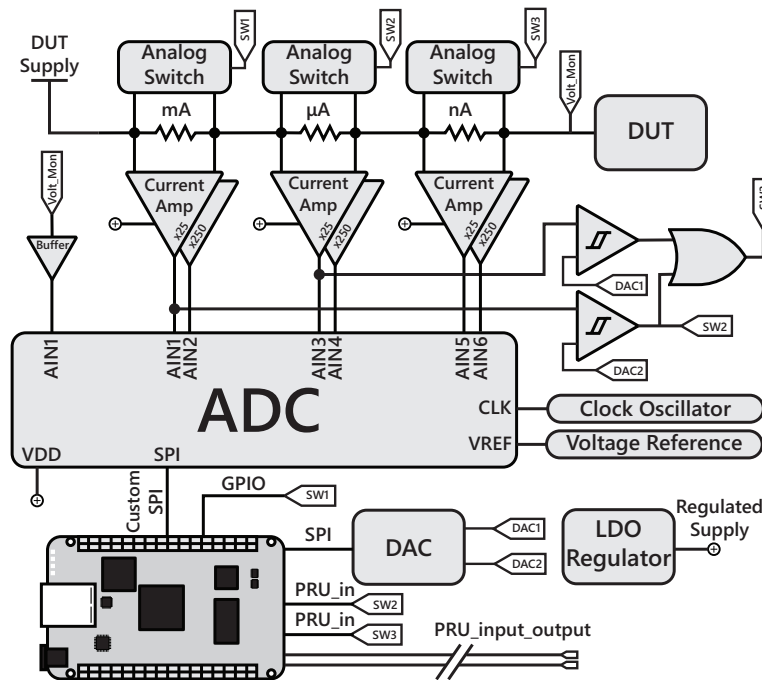 DUT
Supply
Analog
Switch
SW1
Analog
Switch
SW2
Analog
Switch
SW3
mA
µA
nA
Volt_Mon
DUT
Volt_Mon
Buffer
Current
Amp
x25
x250
Current
Amp
x25
x250
Current
Amp
x25
x250
DAC1
SW2
DAC2
AIN1
AIN1
AIN2
AIN3
AIN4
AIN5
AIN6
ADC
CLK
Clock Oscillator
VREF
Voltage Reference
VDD
SPI
Custom
SPI
GPIO
SW1
SPI
DAC
DAC1
DAC2
LDO
Regulator
Regulated
Supply
PRU_in
SW2
PRU_in
SW3
PRU_input_output